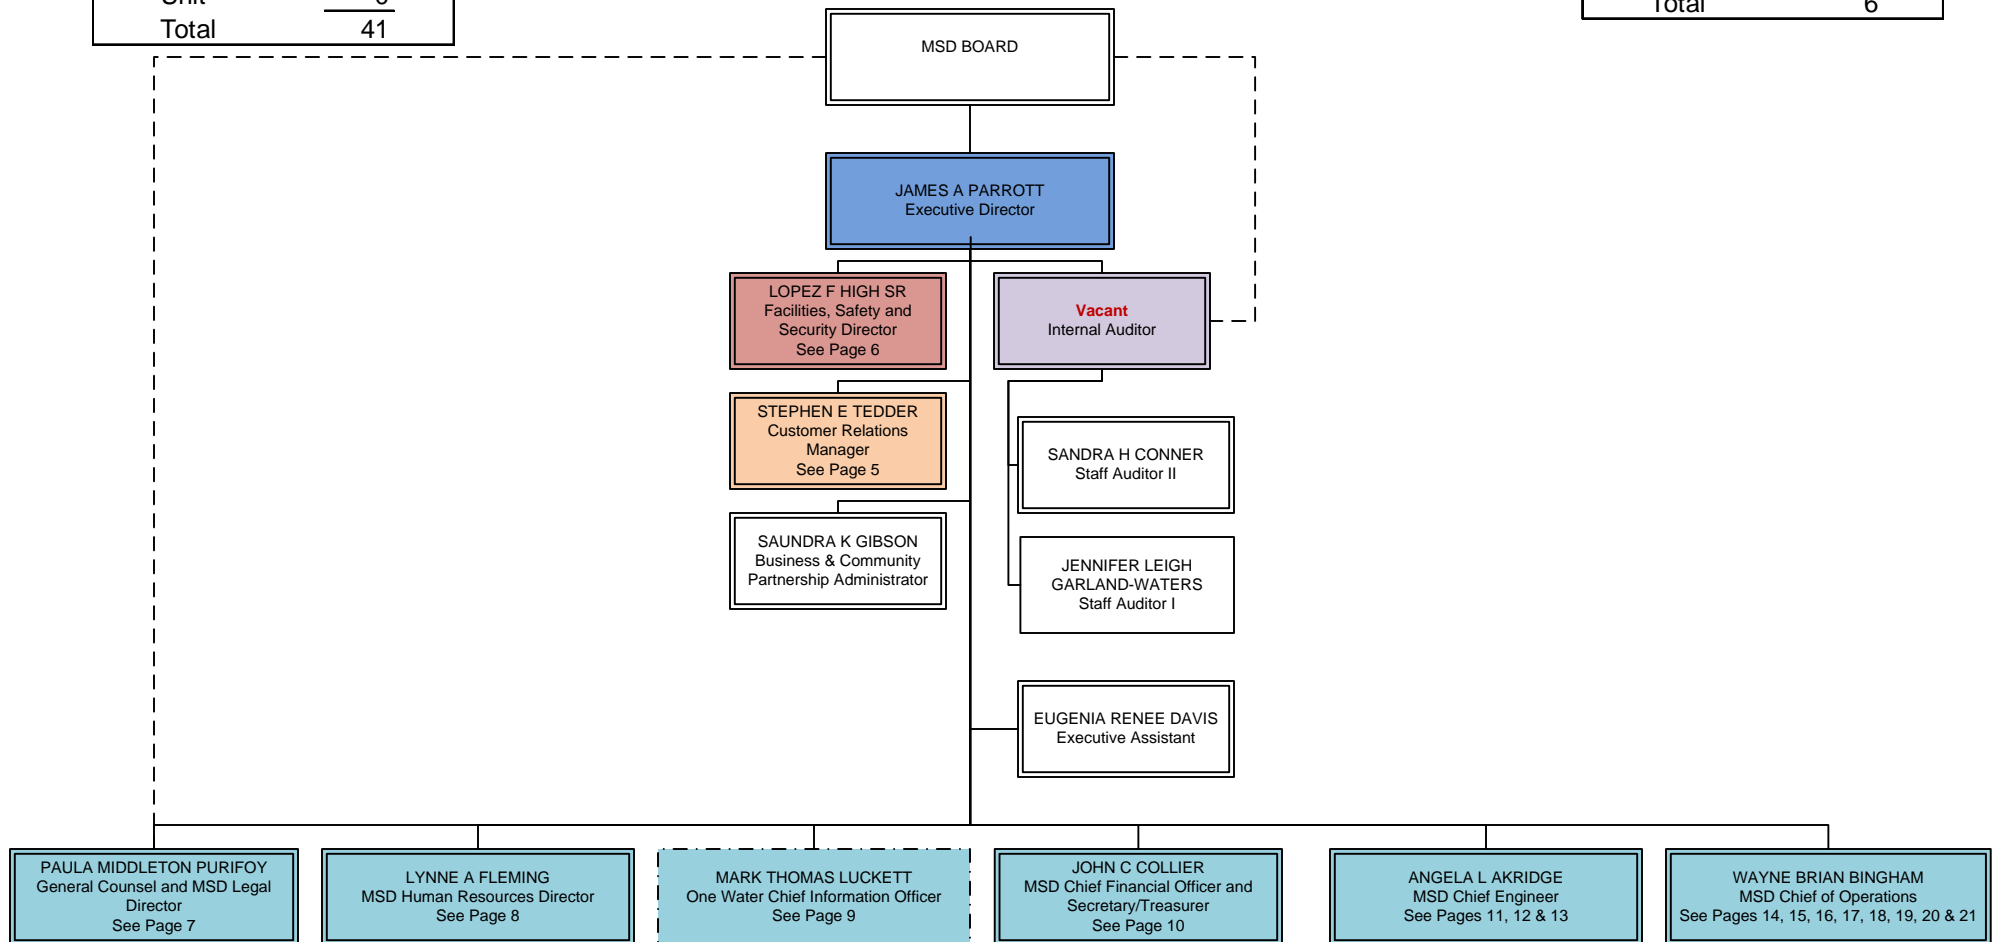 Total 41
Total 6
MSD BOARD
JAMES A PARROTT
Executive Director
LOPEZ F HIGH SR
Facilities, Safety and
Security Director
See Page 6
Vacant
Internal Auditor
STEPHEN E TEDDER
Customer Relations
Manager
See Page 5
SANDRA H CONNER
Staff Auditor II
SAUNDRA K GIBSON
Business & Community
Partnership Administrator
JENNIFER LEIGH
GARLAND-WATERS
Staff Auditor I
EUGENIA RENEE DAVIS
Executive Assistant
PAULA MIDDLETON PURIFOY
General Counsel and MSD Legal
Director
See Page 7
LYNNE A FLEMING
MSD Human Resources Director
See Page 8
MARK THOMAS LUCKETT
One Water Chief Information Officer
See Page 9
JOHN C COLLIER
MSD Chief Financial Officer and
Secretary/Treasurer
See Page 10
ANGELA L AKRIDGE
MSD Chief Engineer
See Pages 11, 12 & 13
WAYNE BRIAN BINGHAM
MSD Chief of Operations
See Pages 14, 15, 16, 17, 18, 19, 20 & 21